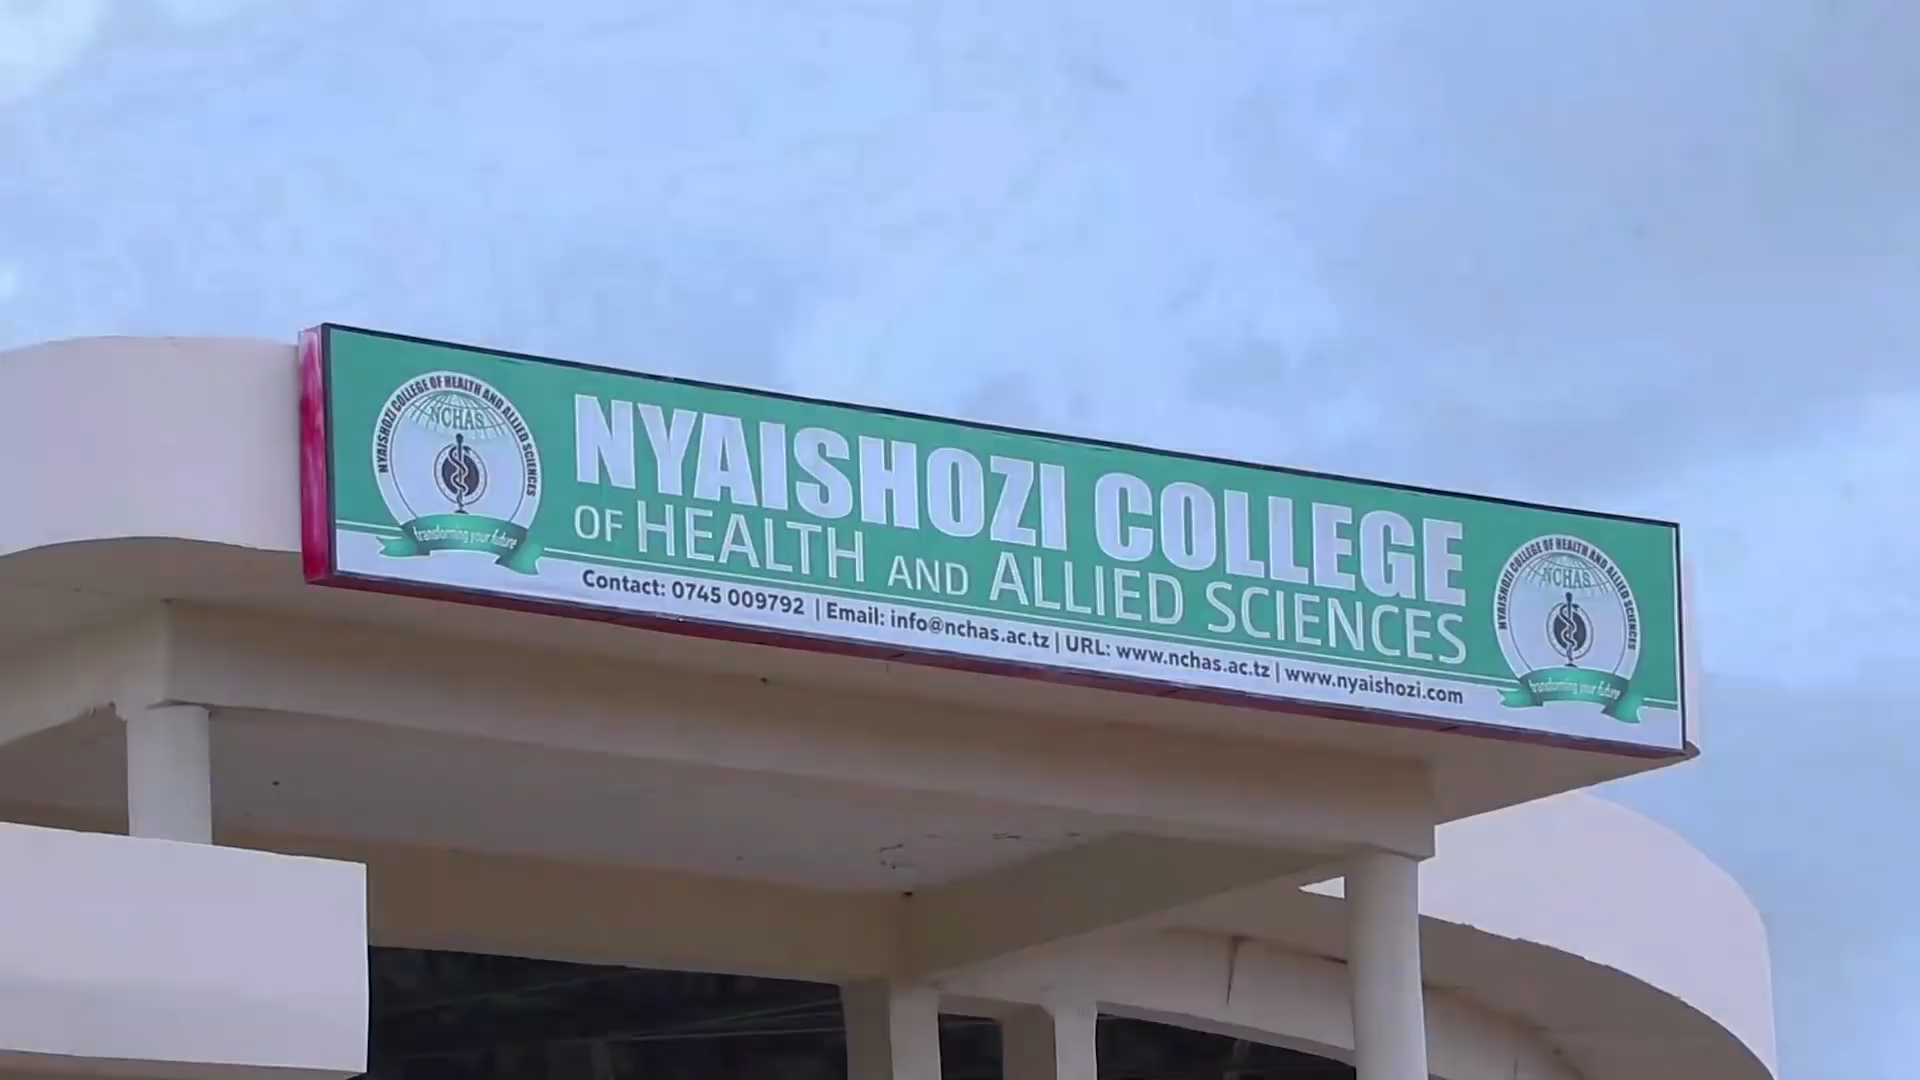 NYAISHOZI COLLEGE OF HEALTH AND ALLIED SCIENCES
NCHAS
transforming your future
NYAISHOZI COLLEGE
OF HEALTH AND ALLIED SCIENCES
Contact: 0745 009792 | Email: info@nchas.ac.tz | URL: www.nchas.ac.tz | www.nyaishozi.com
NYAISHOZI COLLEGE OF HEALTH AND ALLIED SCIENCES
NCHAS
transforming your future